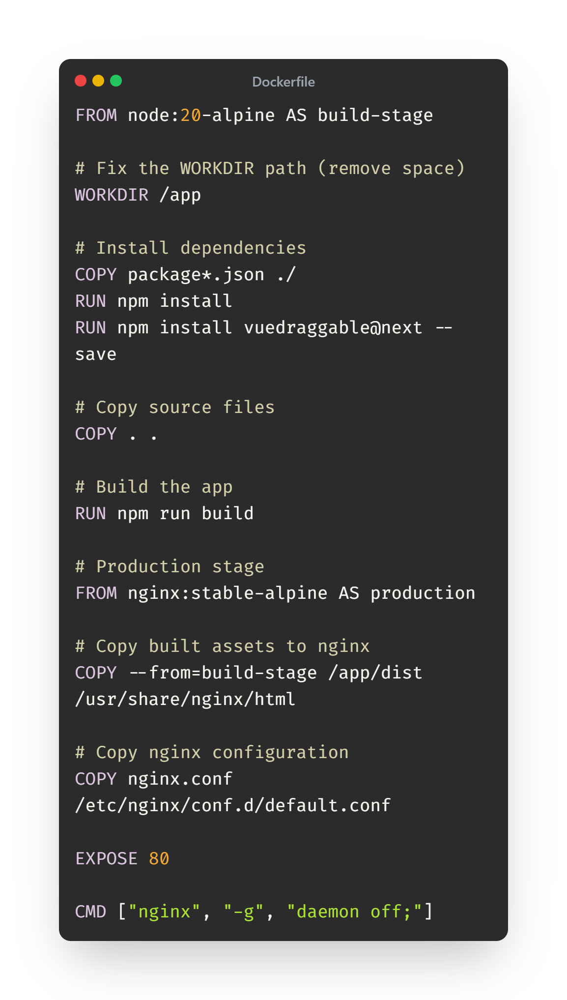 Dockerfile
FROM node:20-alpine AS build-stage
# Fix the WORKDIR path (remove space)
WORKDIR /app
# Install dependencies
COPY package*.json ./
RUN npm install
RUN npm install vuedraggable@next --
save
# Copy source files
COPY . .
# Build the app
RUN npm run build
# Production stage
FROM nginx:stable-alpine AS production
# Copy built assets to nginx
COPY --from=build-stage /app/dist
/usr/share/nginx/html
# Copy nginx configuration
COPY nginx.conf
/etc/nginx/conf.d/default.conf
EXPOSE 80
CMD ["nginx", "-g", "daemon off;"]